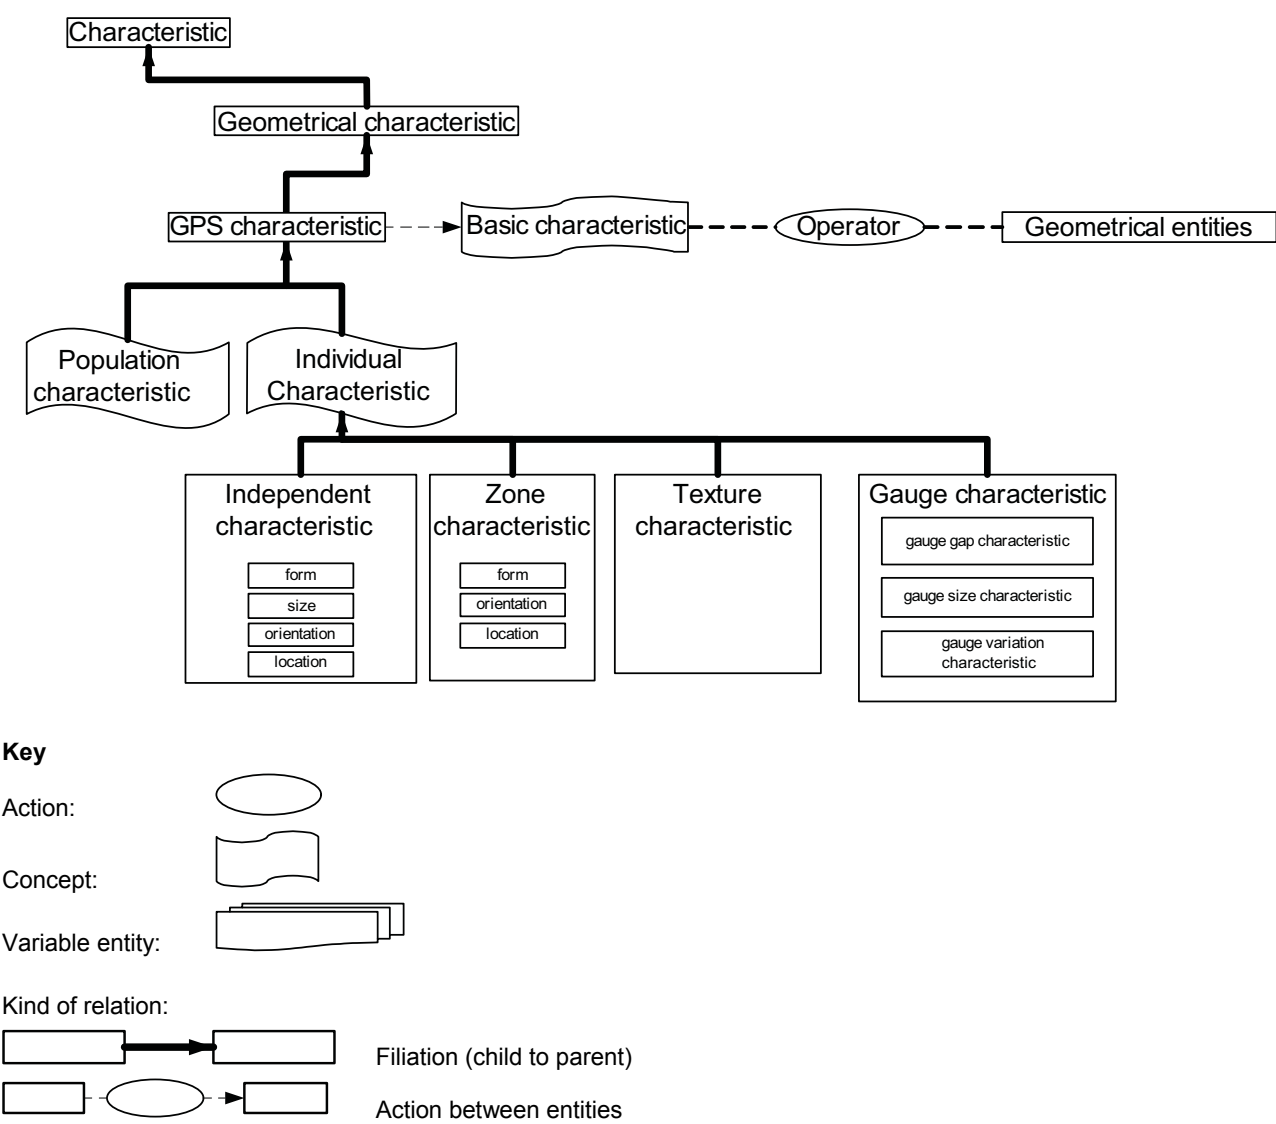 Characteristic
Geometrical characteristic
GPS characteristic
Basic characteristic
Operator
Geometrical entities
Population
characteristic
Individual
Characteristic
Independent
characteristic
form
size
orientation
location
Zone
characteristic
form
orientation
location
Texture
characteristic
Gauge characteristic
gauge gap characteristic
gauge size characteristic
gauge variation
characteristic
Key
Action:
Concept:
Variable entity:
Kind of relation:
Filiation (child to parent)
Action between entities